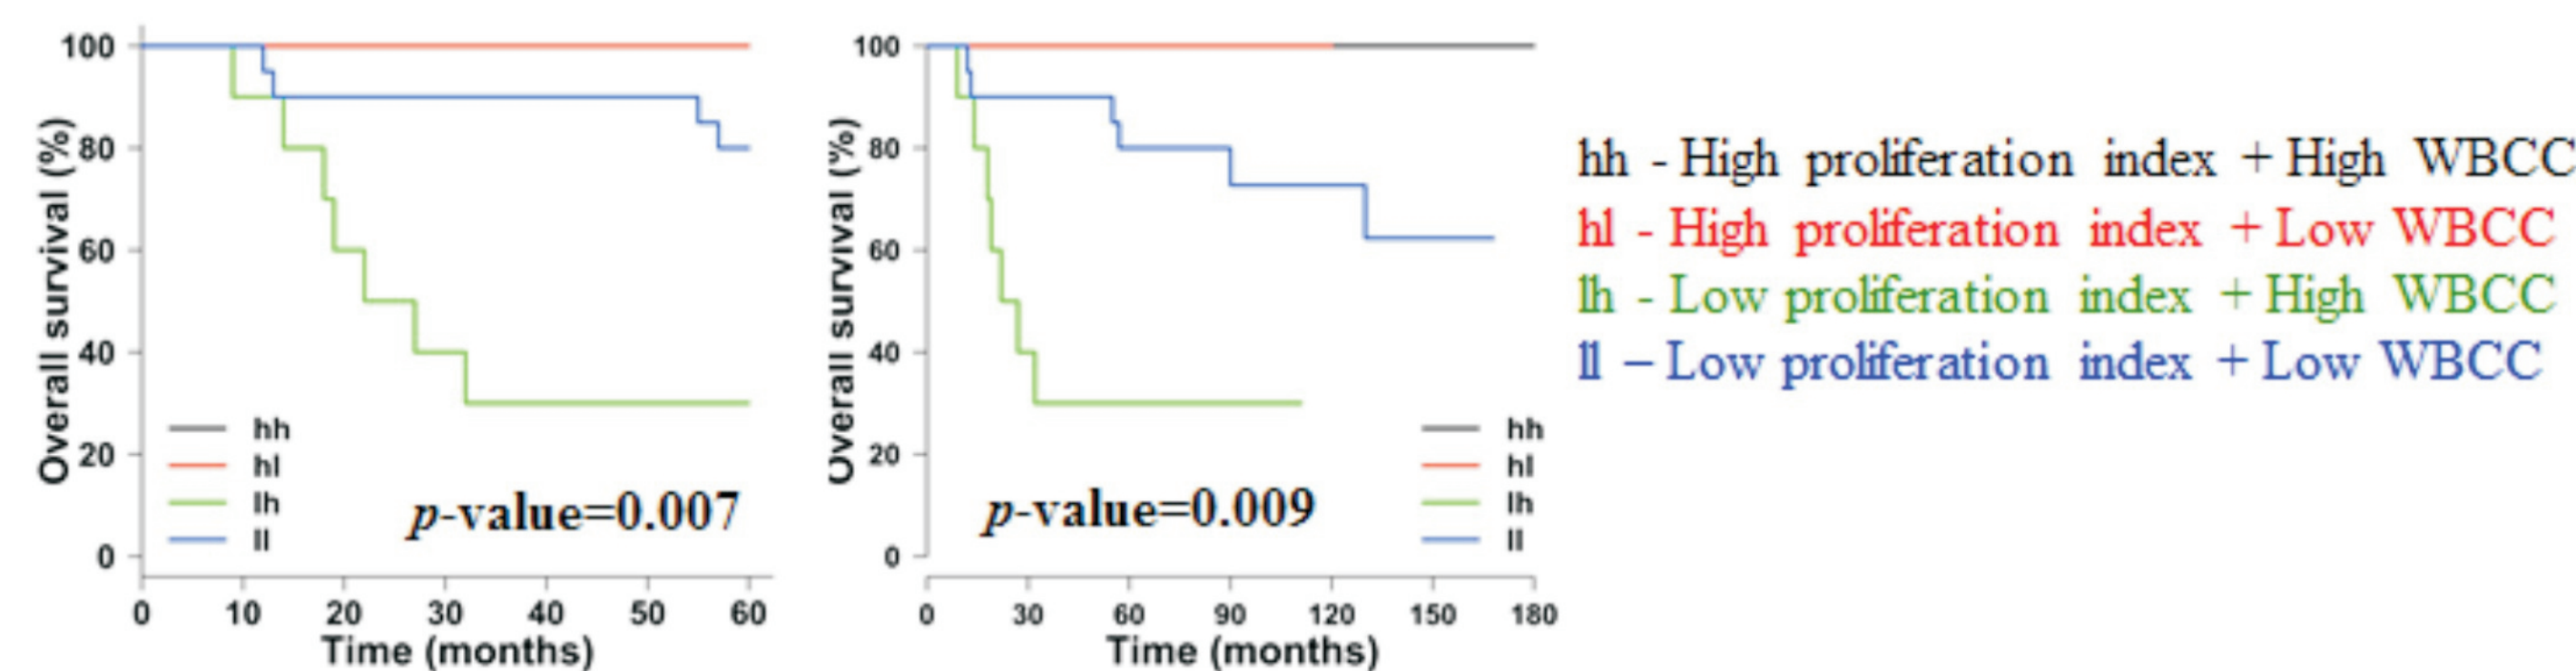 Overall survival (%)
100
80
60
40
20
0
hh
hl
lh
ll
p-value=0.007
0 10 20 30 40 50 60
Time (months)
Overall survival (%)
100
80
60
40
20
0
p-value=0.009
hh
hl
lh
ll
0 30 60 90 120 150 180
Time (months)
hh - High proliferation index + High WBCC
hl - High proliferation index + Low WBCC
lh - Low proliferation index + High WBCC
ll – Low proliferation index + Low WBCC